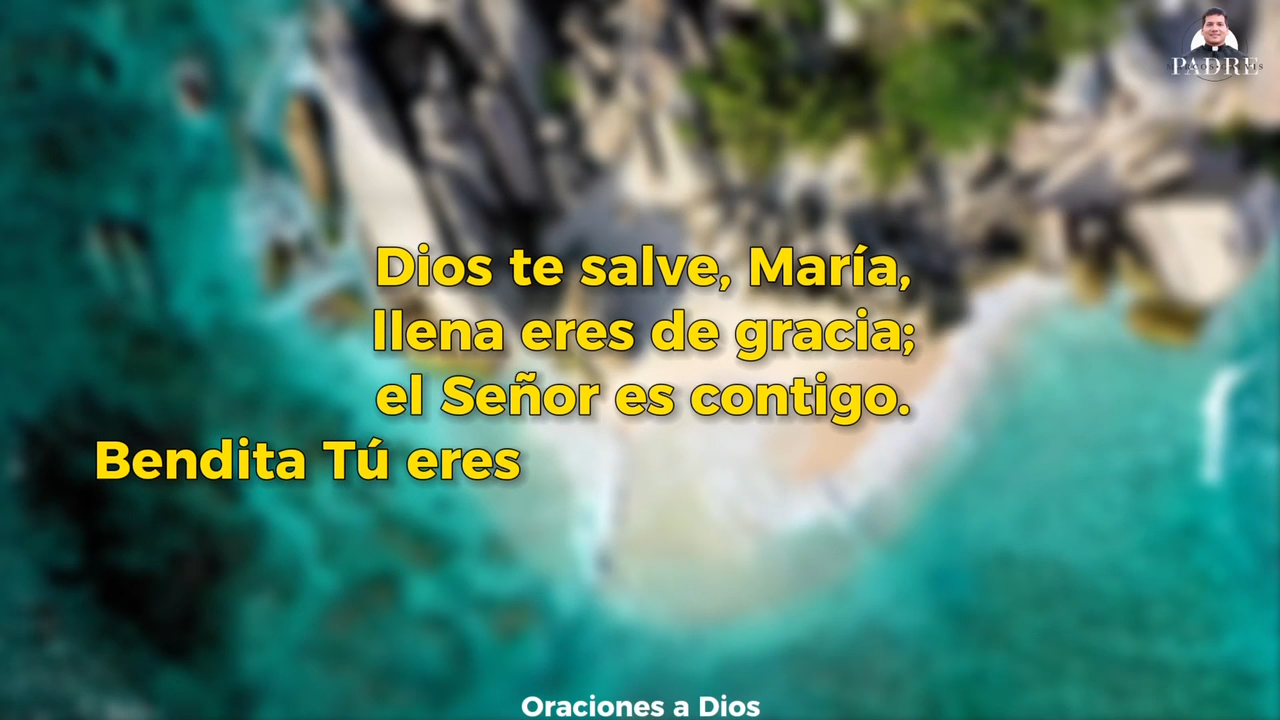 PADRE
Dios te salve, María,
llena eres de gracia;
el Señor es contigo.
Bendita Tú eres
Oraciones a Dios